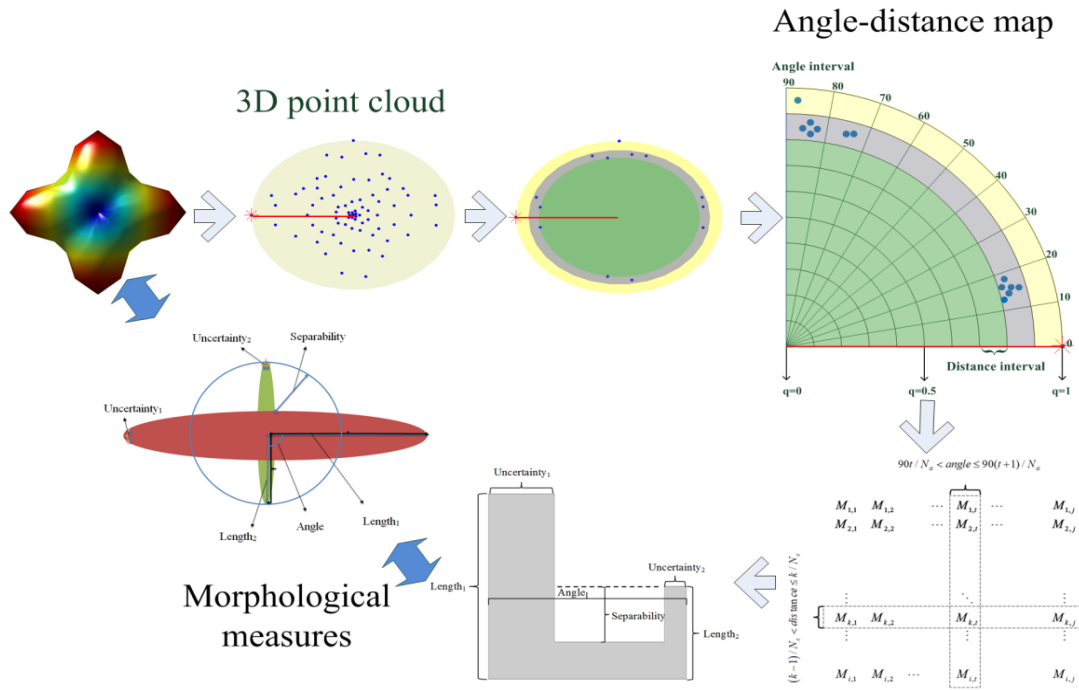 Angle-distance map
3D point cloud
Angle interval
90
80
70
60
50
40
30
20
10
0
Distance interval
q=0
q=0.5
q=1
Uncertainty₂
Separability
Uncertainty₁
Length₂
Angle
Length₁
Morphological
measures
Uncertainty₁
Length₁
Angle₁
Uncertainty₂
Separability
Length₂
90t / Nₐ < angle ≤ 90(t+1) / Nₐ
(k−1) / Nₛ < distance ≤ k / Nₛ
M₁,₁ M₁,₂ ⋯ M₁,ₜ ⋯ M₁,ⱼ
M₂,₁ M₂,₂ ⋯ M₂,ₜ ⋯ M₂,ⱼ
⋮ ⋱ ⋮
Mₖ,₁ Mₖ,₂ Mₖ,ₜ Mₖ,ⱼ
⋮ ⋮ ⋮
Mᵢ,₁ Mᵢ,₂ ⋯ Mᵢ,ₜ Mᵢ,ⱼ